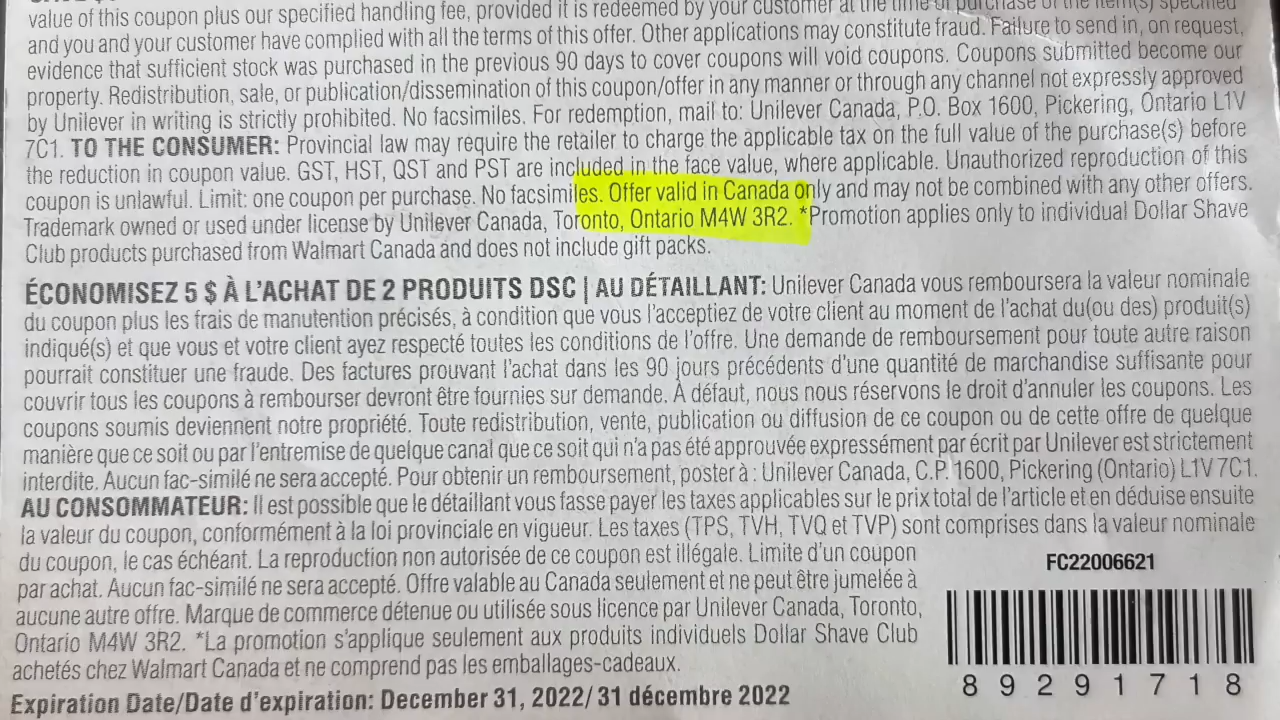 value of this coupon plus our specified handling fee, provided it is redeemed by your customer at the time of purchase of the item(s) specified
and you and your customer have complied with all the terms of this offer. Other applications may constitute fraud. Failure to send in, on request,
evidence that sufficient stock was purchased in the previous 90 days to cover coupons will void coupons. Coupons submitted become our
property. Redistribution, sale, or publication/dissemination of this coupon/offer in any manner or through any channel not expressly approved
by Unilever in writing is strictly prohibited. No facsimiles. For redemption, mail to: Unilever Canada, P.O. Box 1600, Pickering, Ontario L1V
7C1. TO THE CONSUMER: Provincial law may require the retailer to charge the applicable tax on the full value of the purchase(s) before
the reduction in coupon value. GST, HST, QST and PST are included in the face value, where applicable. Unauthorized reproduction of this
coupon is unlawful. Limit: one coupon per purchase. No facsimiles. Offer valid in Canada only and may not be combined with any other offers.
Trademark owned or used under license by Unilever Canada, Toronto, Ontario M4W 3R2. *Promotion applies only to individual Dollar Shave
Club products purchased from Walmart Canada and does not include gift packs.
ÉCONOMISEZ 5 $ À L'ACHAT DE 2 PRODUITS DSC | AU DÉTAILLANT: Unilever Canada vous remboursera la valeur nominale
du coupon plus les frais de manutention précisés, à condition que vous l'acceptiez de votre client au moment de l'achat du(ou des) produit(s)
indiqué(s) et que vous et votre client ayez respecté toutes les conditions de l'offre. Une demande de remboursement pour toute autre raison
pourrait constituer une fraude. Des factures prouvant l'achat dans les 90 jours précédents d'une quantité de marchandise suffisante pour
couvrir tous les coupons à rembourser devront être fournies sur demande. À défaut, nous nous réservons le droit d'annuler les coupons. Les
coupons soumis deviennent notre propriété. Toute redistribution, vente, publication ou diffusion de ce coupon ou de cette offre de quelque
manière que ce soit ou par l'entremise de quelque canal que ce soit qui n'a pas été approuvée expressément par écrit par Unilever est strictement
interdite. Aucun fac-similé ne sera accepté. Pour obtenir un remboursement, poster à : Unilever Canada, C.P. 1600, Pickering (Ontario) L1V 7C1.
AU CONSOMMATEUR: Il est possible que le détaillant vous fasse payer les taxes applicables sur le prix total de l'article et en déduise ensuite
la valeur du coupon, conformément à la loi provinciale en vigueur. Les taxes (TPS, TVH, TVQ et TVP) sont comprises dans la valeur nominale
du coupon, le cas échéant. La reproduction non autorisée de ce coupon est illégale. Limite d'un coupon
par achat. Aucun fac-similé ne sera accepté. Offre valable au Canada seulement et ne peut être jumelée à
aucune autre offre. Marque de commerce détenue ou utilisée sous licence par Unilever Canada, Toronto,
Ontario M4W 3R2. *La promotion s'applique seulement aux produits individuels Dollar Shave Club
achetés chez Walmart Canada et ne comprend pas les emballages-cadeaux.
Expiration Date/Date d'expiration: December 31, 2022/ 31 décembre 2022
FC22006621
8 9 2 9 1 7 1 8